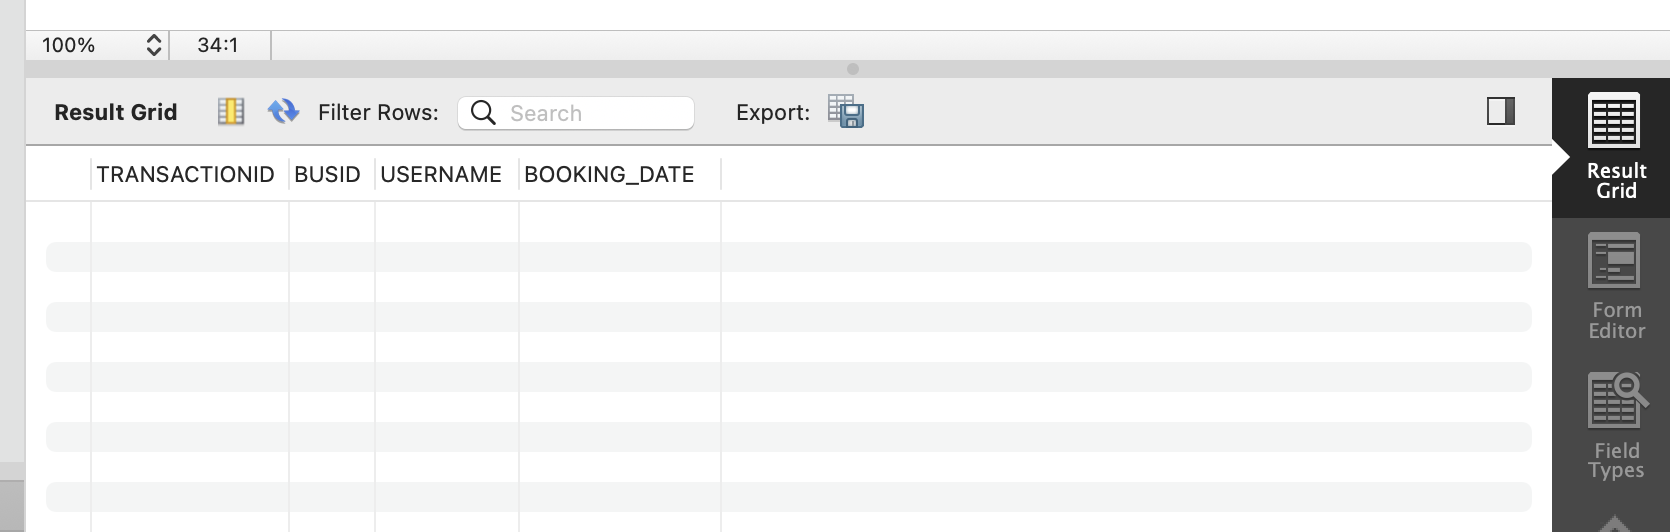 100% 34:1
Result Grid Filter Rows: Search Export:
TRANSACTIONID BUSID USERNAME BOOKING_DATE
Result
Grid
Form
Editor
Field
Types